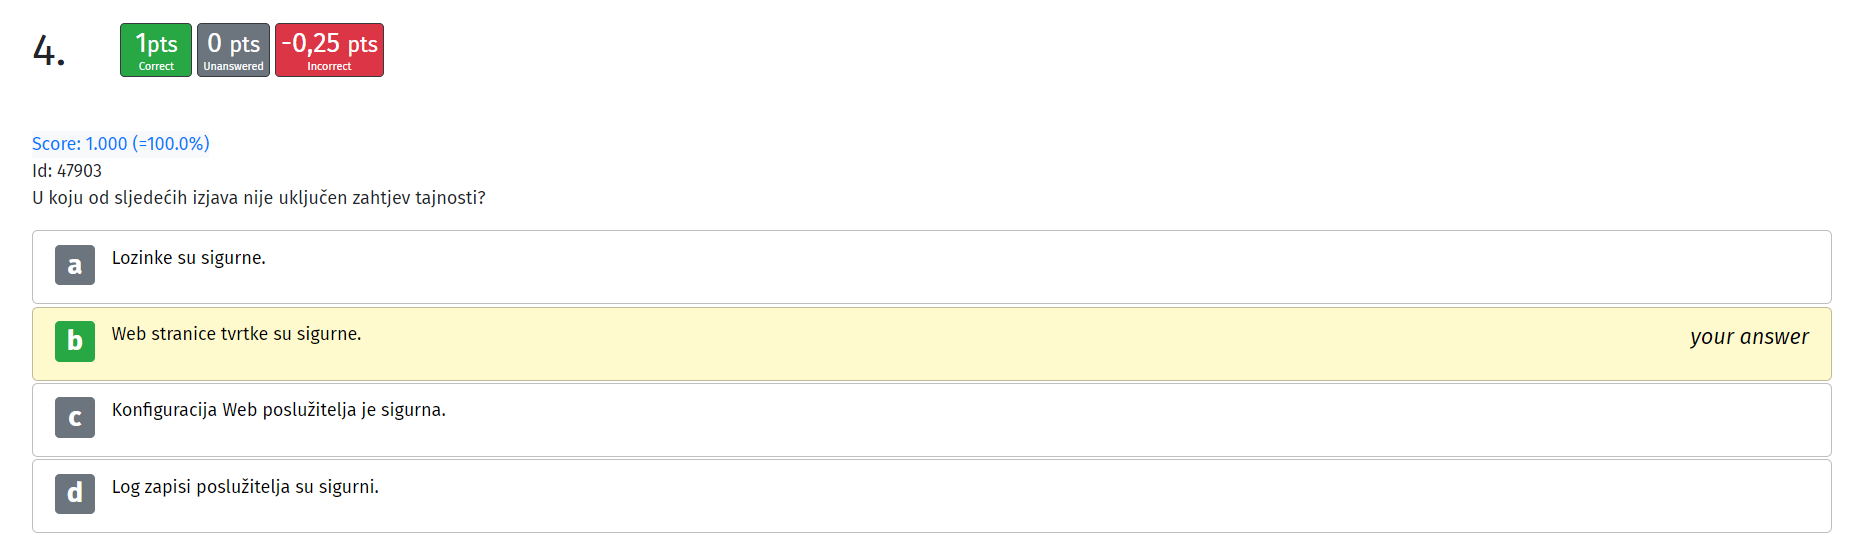 4.
1pts
Correct
0 pts
Unanswered
-0,25 pts
Incorrect
Score: 1.000 (=100.0%)
Id: 47903
U koju od sljedećih izjava nije uključen zahtjev tajnosti?
a Lozinke su sigurne.
b Web stranice tvrtke su sigurne. your answer
c Konfiguracija Web poslužitelja je sigurna.
d Log zapisi poslužitelja su sigurni.